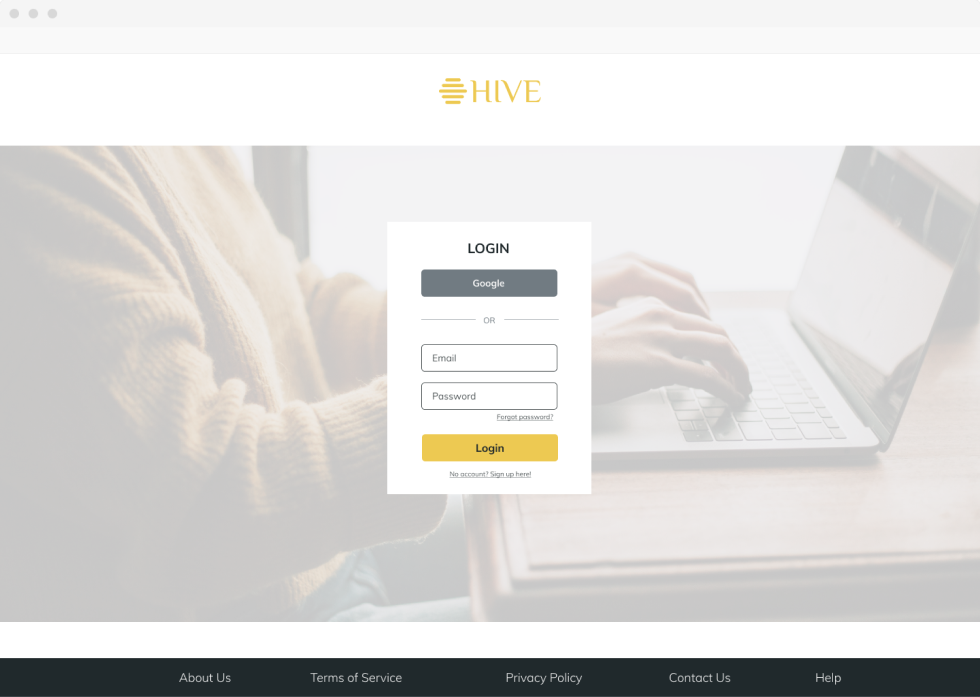 HIVE
LOGIN
Google
OR
Email
Password
Forgot password?
Login
No account? Sign up here!
About Us Terms of Service Privacy Policy Contact Us Help